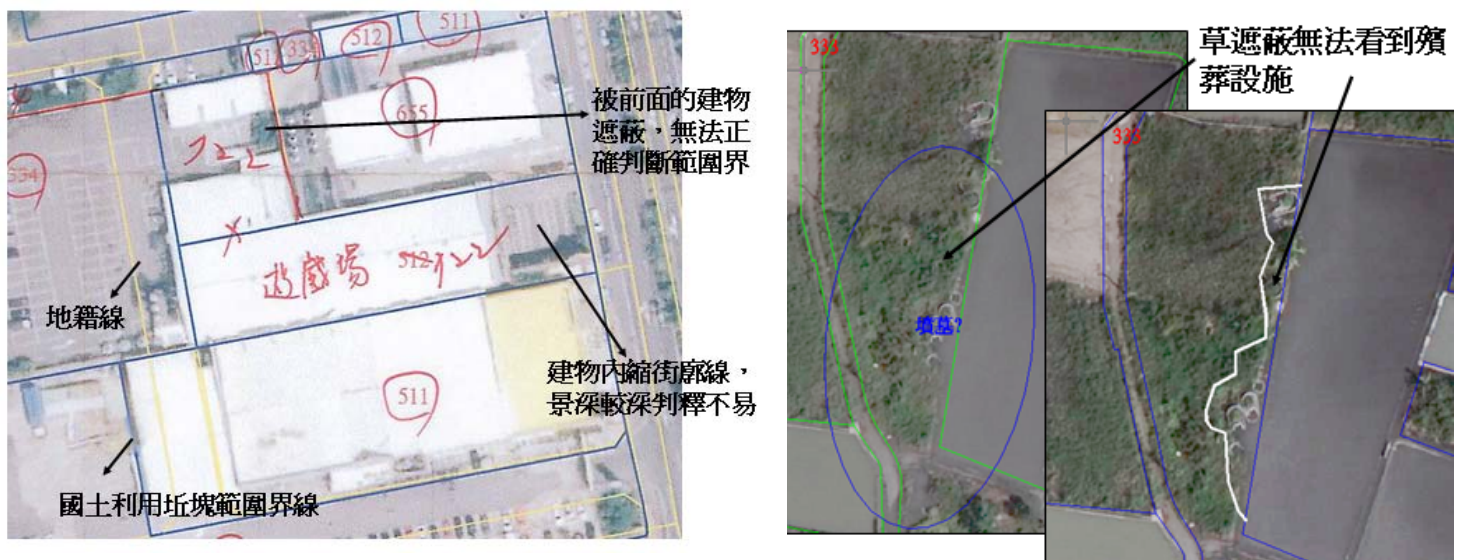 511
334
512
511
被前面的建物
遮蔽，無法正
確判斷範圍界
655
722
334
遊戲場 512 722
地籍線
建物內縮街廓線，
景深較深判釋不易
511
國土利用坵塊範圍界線
草遮蔽無法看到殯
葬設施
333
333
墳墓?